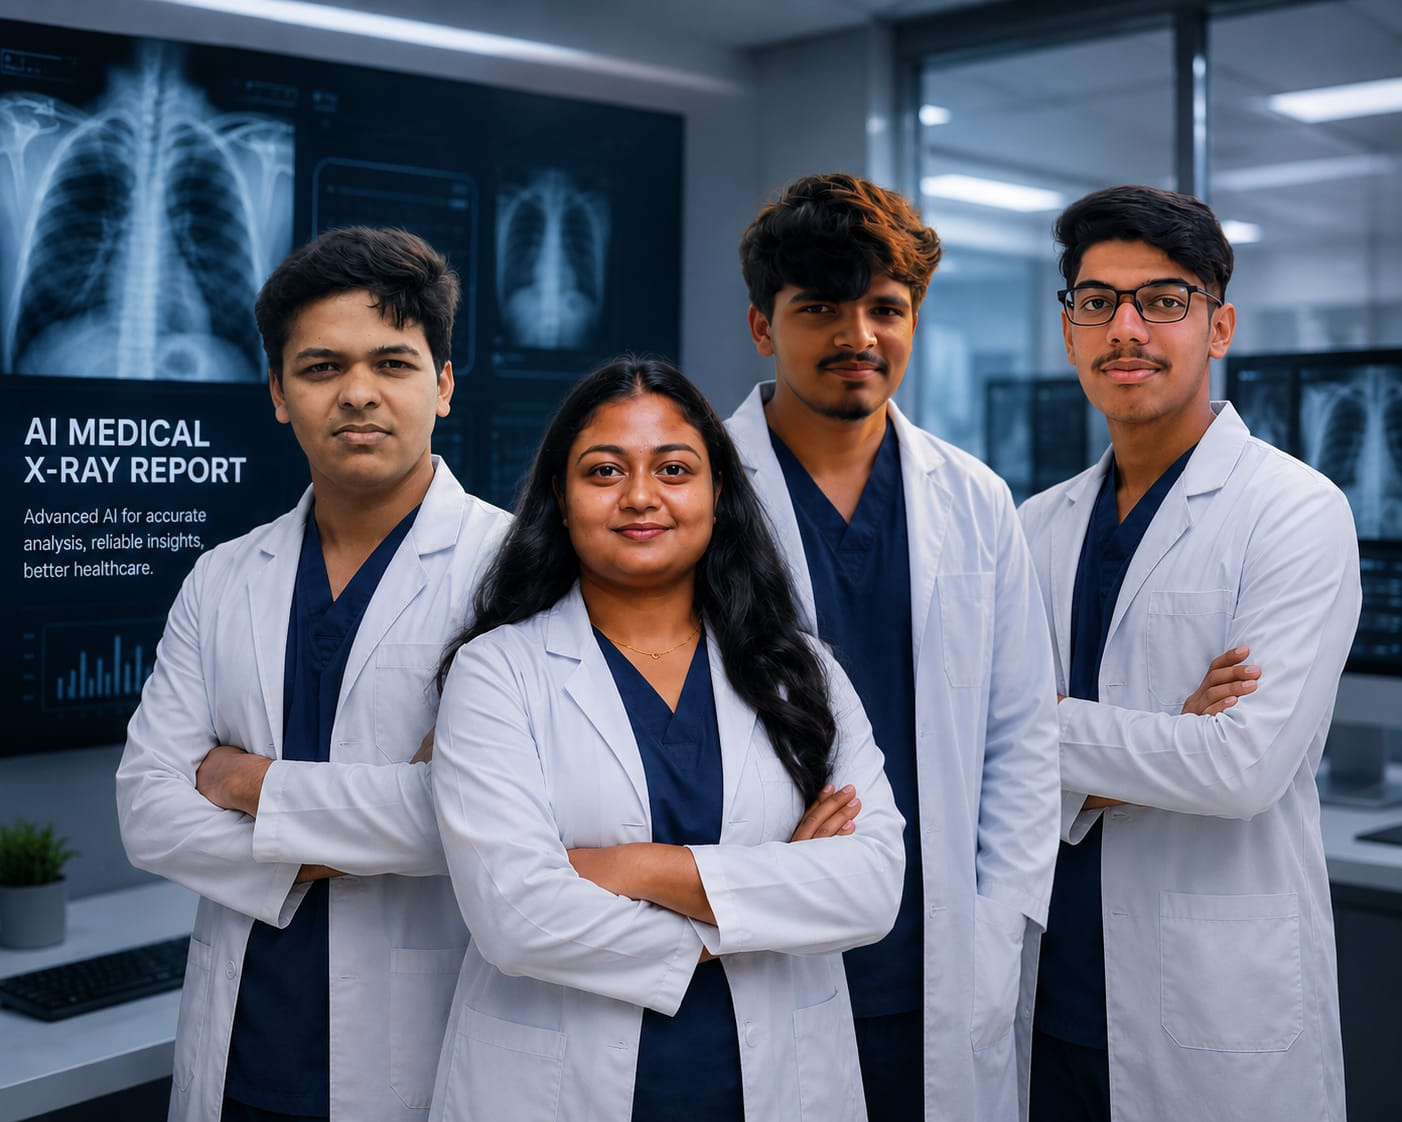 AI MEDICAL
X-RAY REPORT
Advanced AI for accurate
analysis, reliable insights,
better healthcare.